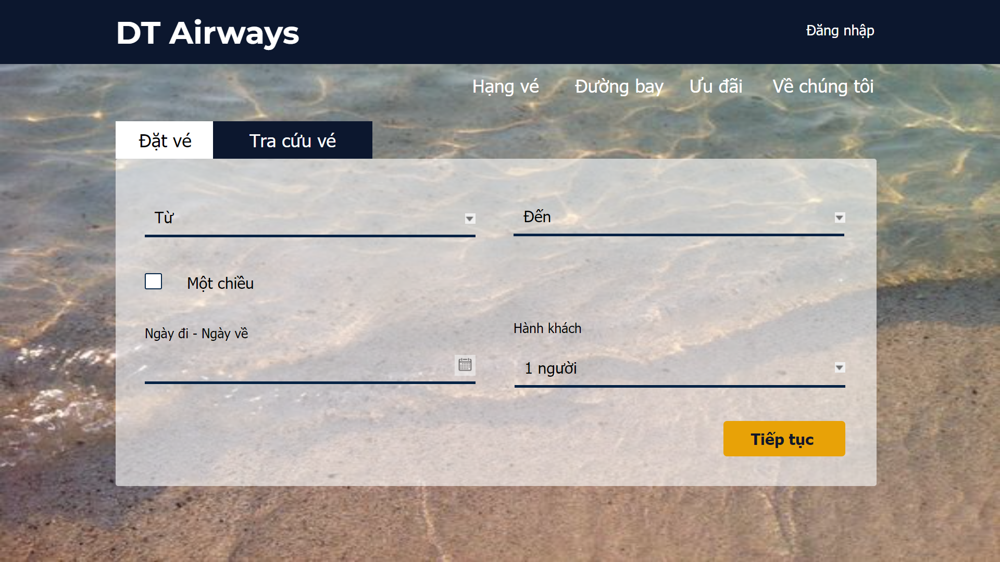 DT Airways
Đăng nhập
Hạng vé
Đường bay
Ưu đãi
Về chúng tôi
Đặt vé
Tra cứu vé
Từ
Đến
Một chiều
Ngày đi - Ngày về
Hành khách
1 người
Tiếp tục